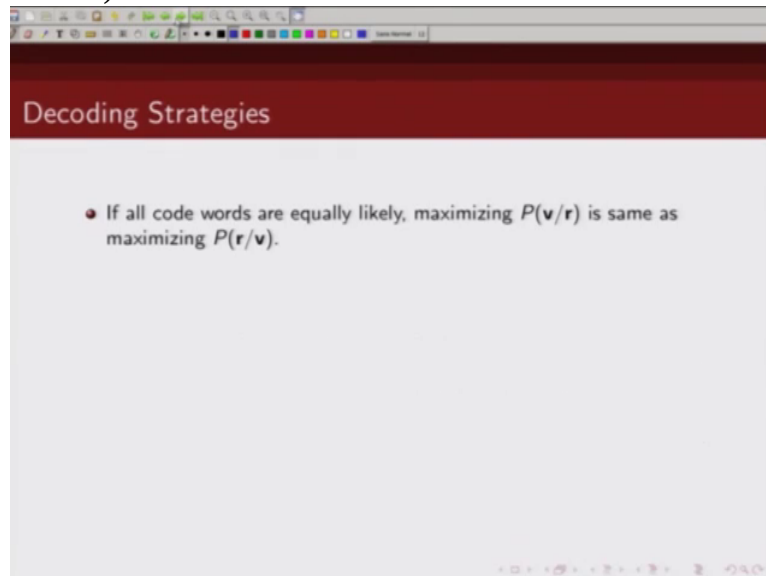 Decoding Strategies
If all code words are equally likely, maximizing P(v/r) is same as
maximizing P(r/v).